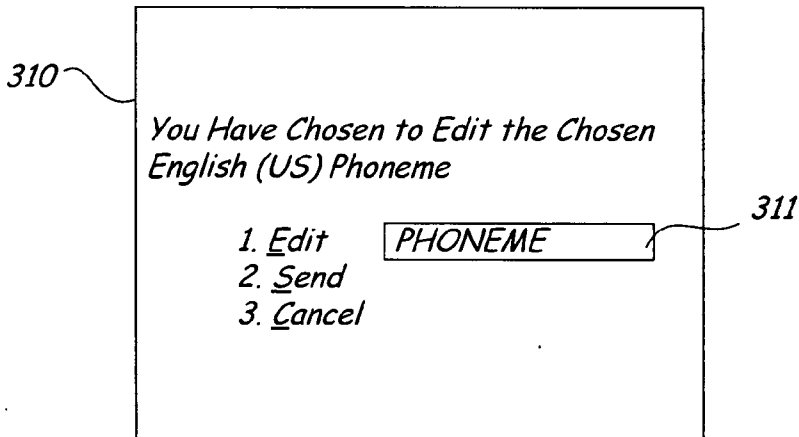 310
You Have Chosen to Edit the Chosen
English (US) Phoneme
311
1. Edit PHONEME
2. Send
3. Cancel